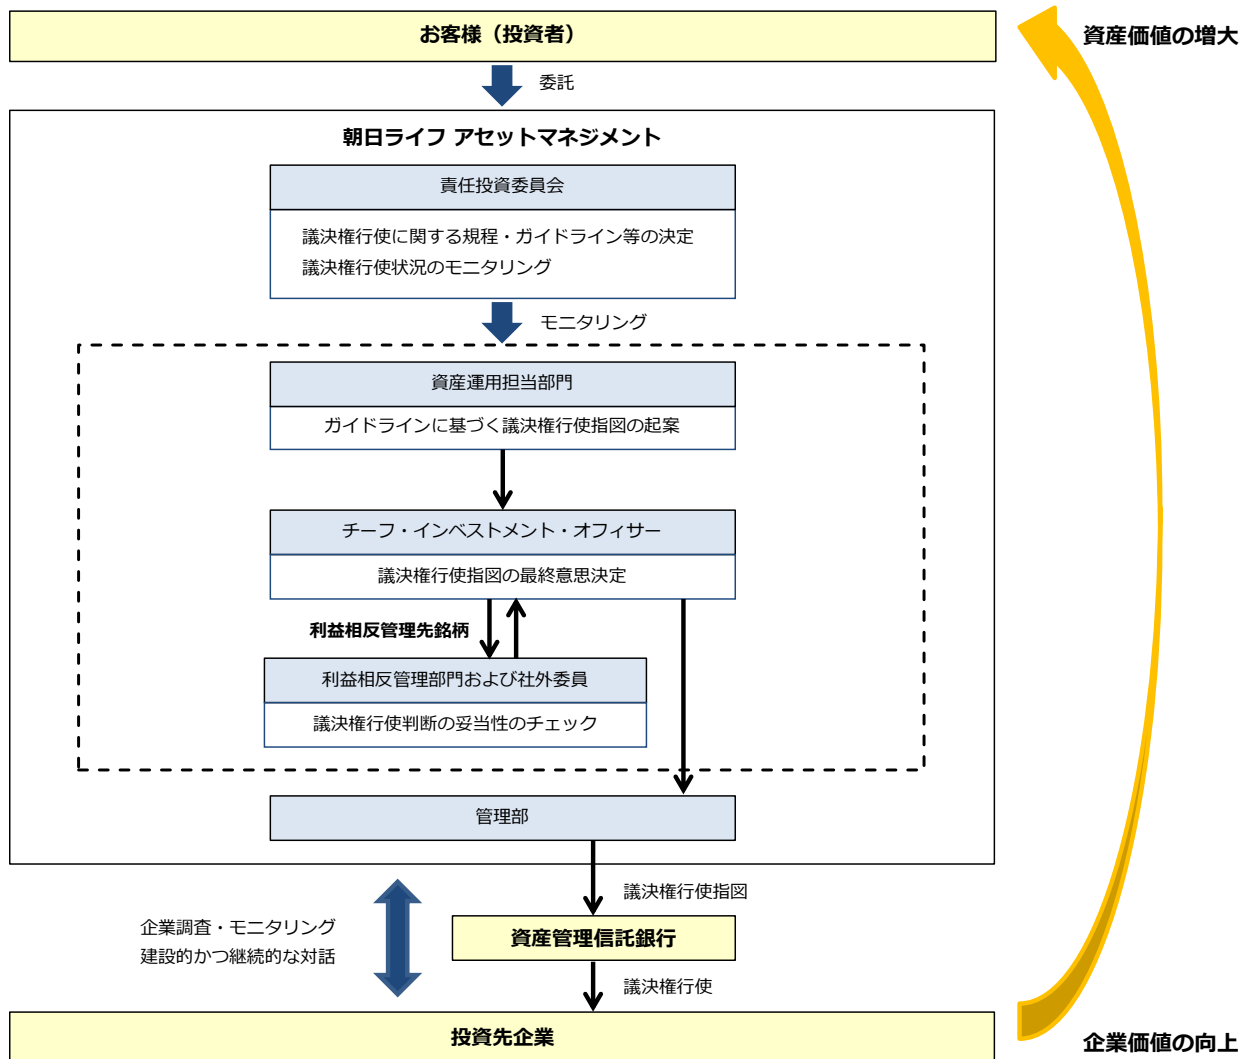 お客様（投資者）
資産価値の増大
委託
朝日ライフ アセットマネジメント
責任投資委員会
議決権行使に関する規程・ガイドライン等の決定
議決権行使状況のモニタリング
モニタリング
資産運用担当部門
ガイドラインに基づく議決権行使指図の起案
チーフ・インベストメント・オフィサー
議決権行使指図の最終意思決定
利益相反管理先銘柄
利益相反管理部門および社外委員
議決権行使判断の妥当性のチェック
管理部
議決権行使指図
企業調査・モニタリング
建設的かつ継続的な対話
資産管理信託銀行
議決権行使
投資先企業
企業価値の向上